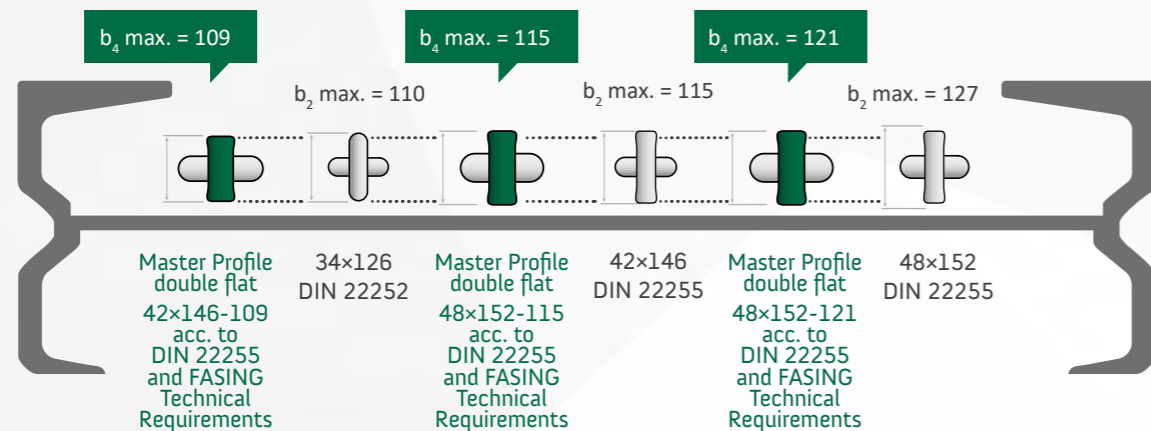 b₄ max. = 109
b₄ max. = 115
b₄ max. = 121
b₂ max. = 110
b₂ max. = 115
b₂ max. = 127
Master Profile
double flat
42×146-109
acc. to
DIN 22255
and FASING
Technical
Requirements
34×126
DIN 22252
Master Profile
double flat
48×152-115
acc. to
DIN 22255
and FASING
Technical
Requirements
42×146
DIN 22255
Master Profile
double flat
48×152-121
acc. to
DIN 22255
and FASING
Technical
Requirements
48×152
DIN 22255